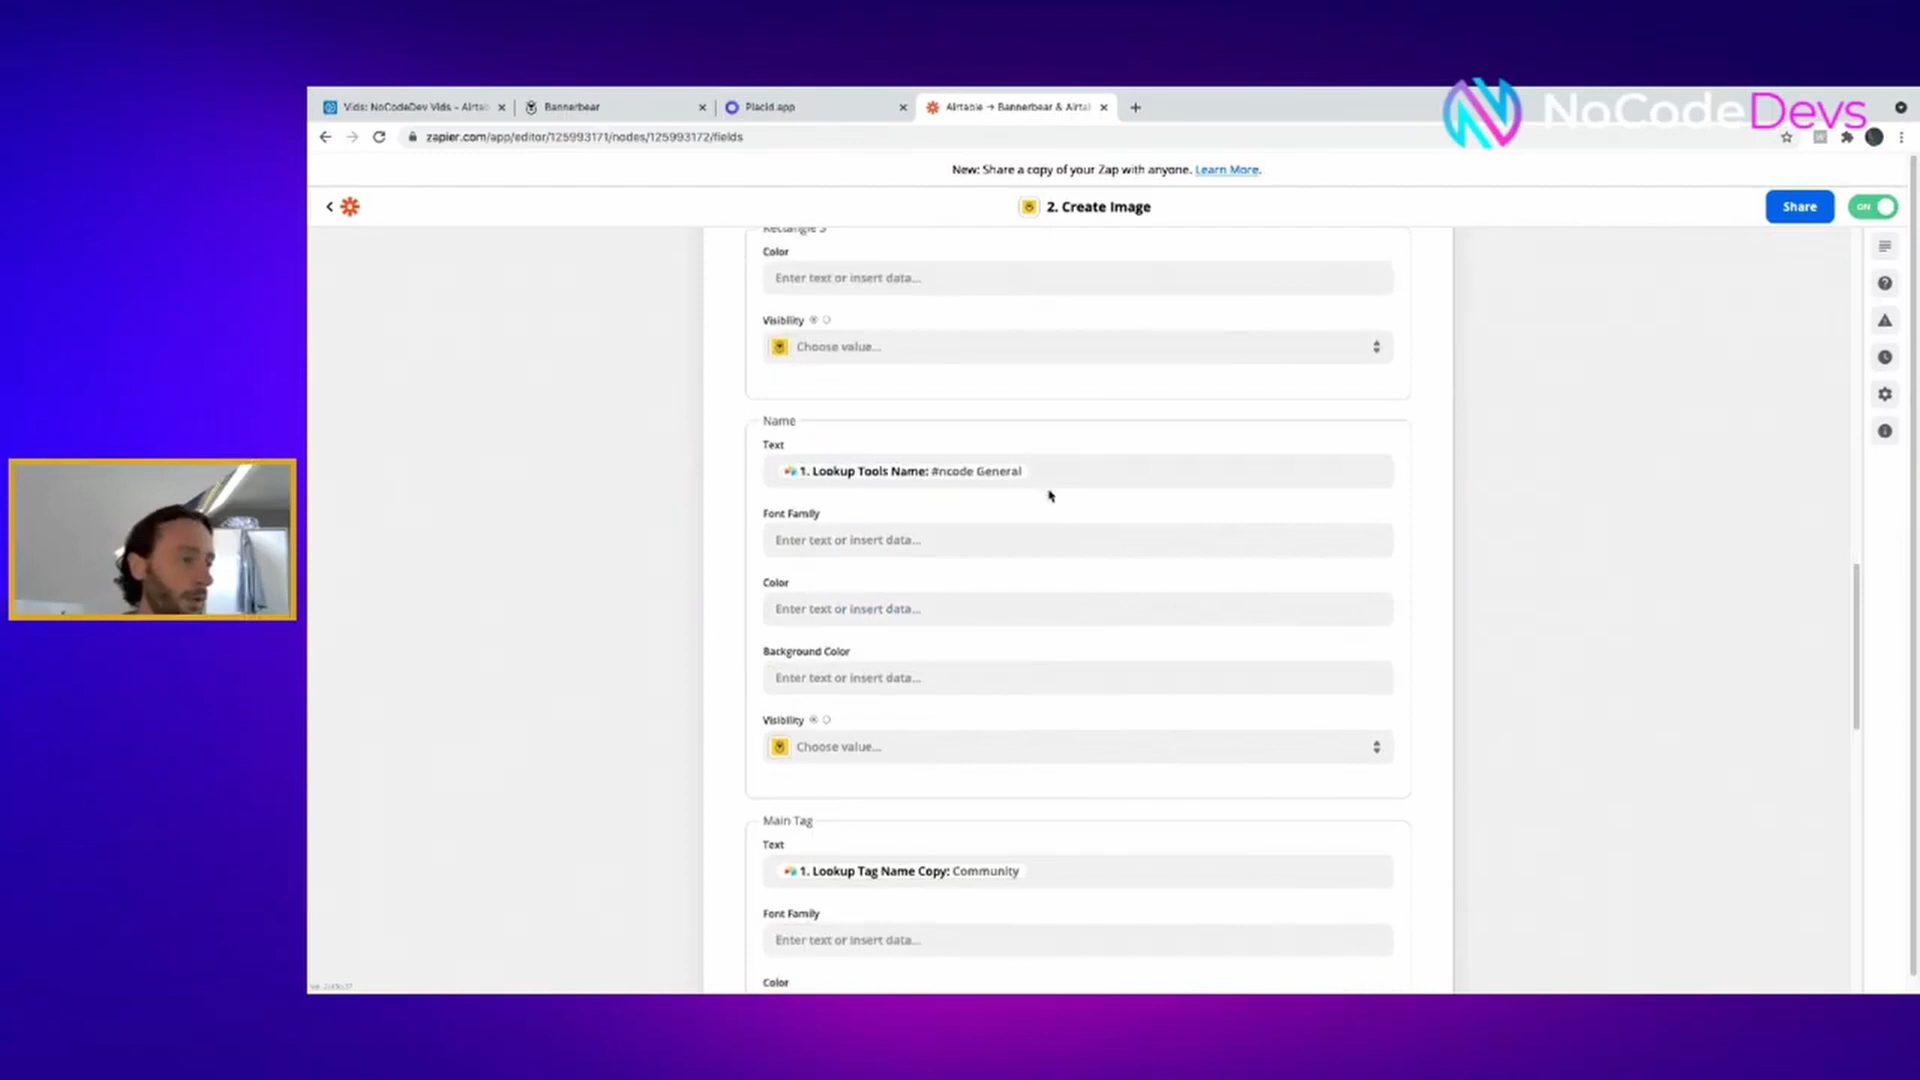 NoCodeDevs
Vids: NoCodeDev Vids - Airtab
Bannerbear
Placid.app
Airtable → Bannerbear & Airtal
zapier.com/app/editor/125993171/nodes/125993172/fields
New: Share a copy of your Zap with anyone. Learn More.
2. Create Image
Share
ON
Rectangle 3
Color
Enter text or insert data...
Visibility
Choose value...
Name
Text
1. Lookup Tools Name: #ncode General
Font Family
Enter text or insert data...
Color
Enter text or insert data...
Background Color
Enter text or insert data...
Visibility
Choose value...
Main Tag
Text
1. Lookup Tag Name Copy: Community
Font Family
Enter text or insert data...
Color